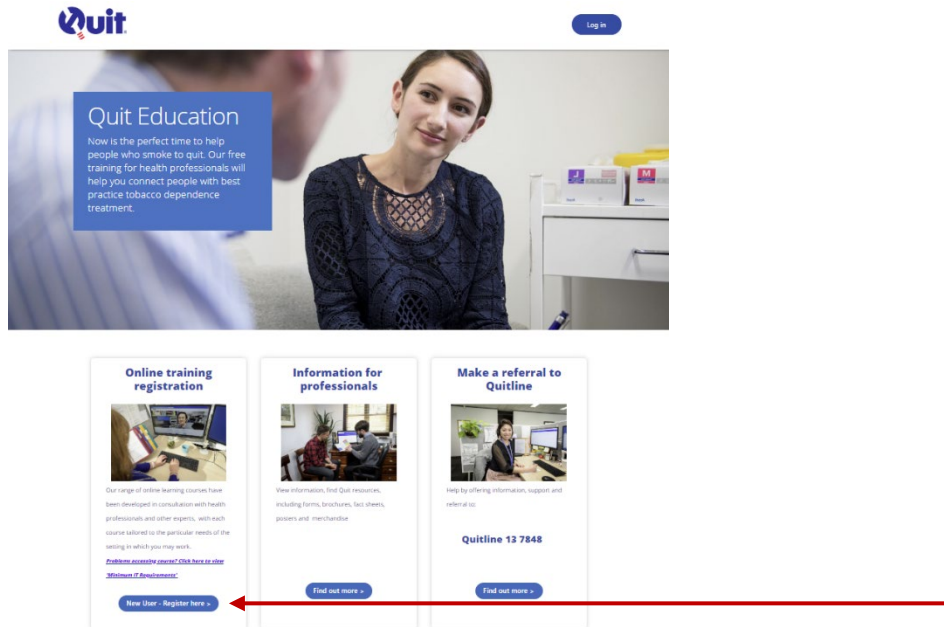 Quit
Log in
Quit Education
Now is the perfect time to help
people who smoke to quit. Our free
training for health professionals will
help you connect people with best
practice tobacco dependence
treatment.
J
M
Online training
registration
Our range of online learning courses have
been developed in consultation with health
professionals and other experts, with each
course tailored to the particular needs of the
setting in which you may work.
Problems accessing course? Click here to view
'Minimum IT Requirements'
New User - Register here >
Information for
professionals
View information, find Quit resources,
including forms, brochures, fact sheets,
posters and merchandise
Find out more >
Make a referral to
Quitline
Help by offering information, support and
referral to:
Quitline 13 7848
Find out more >